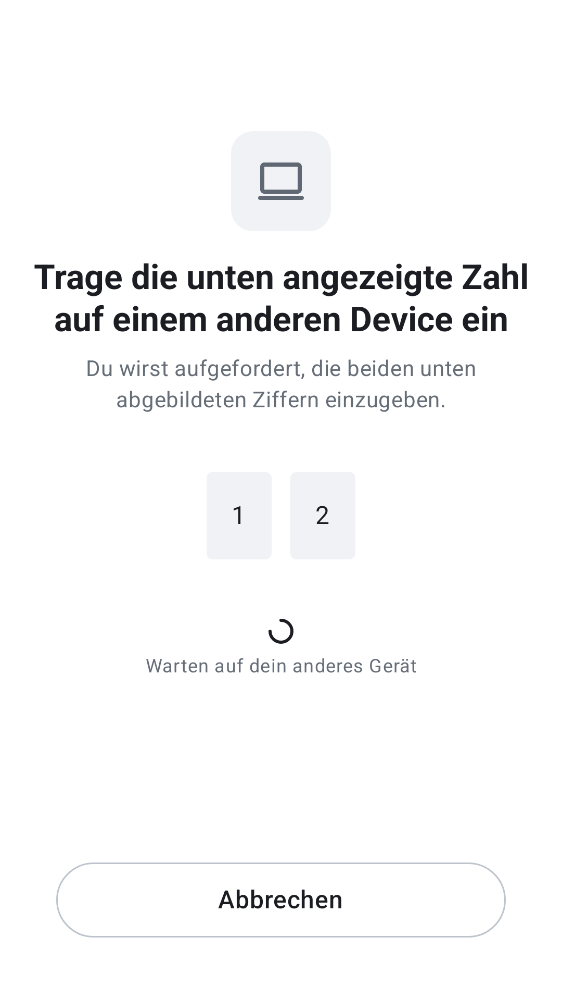 Trage die unten angezeigte Zahl
auf einem anderen Device ein
Du wirst aufgefordert, die beiden unten
abgebildeten Ziffern einzugeben.
1 2
Warten auf dein anderes Gerät
Abbrechen